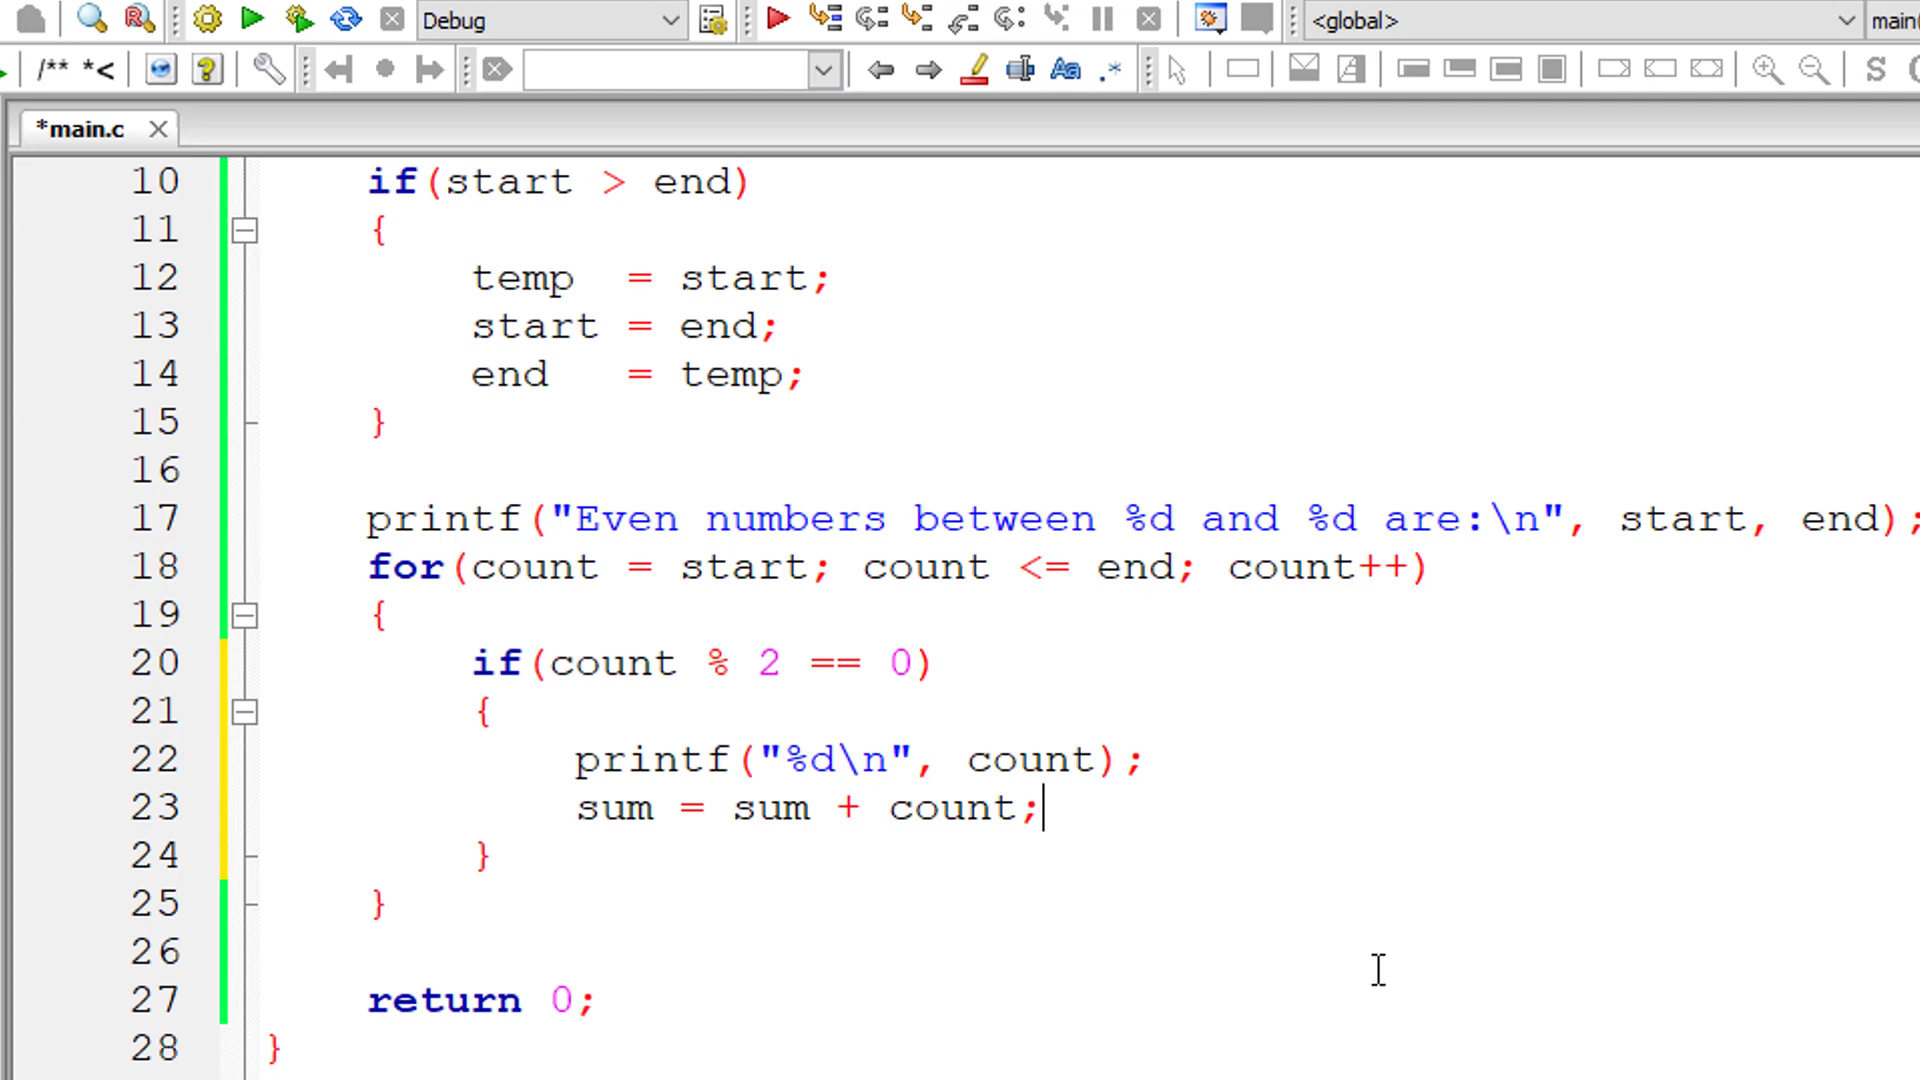 Debug
<global>
main(
/** *<
Aa
.*
S
*main.c
10 if(start > end)
11 {
12 temp  = start;
13 start = end;
14 end   = temp;
15 }
16
17 printf("Even numbers between %d and %d are:\n", start, end);
18 for(count = start; count <= end; count++)
19 {
20 if(count % 2 == 0)
21 {
22 printf("%d\n", count);
23 sum = sum + count;
24 }
25 }
26
27 return 0;
28 }